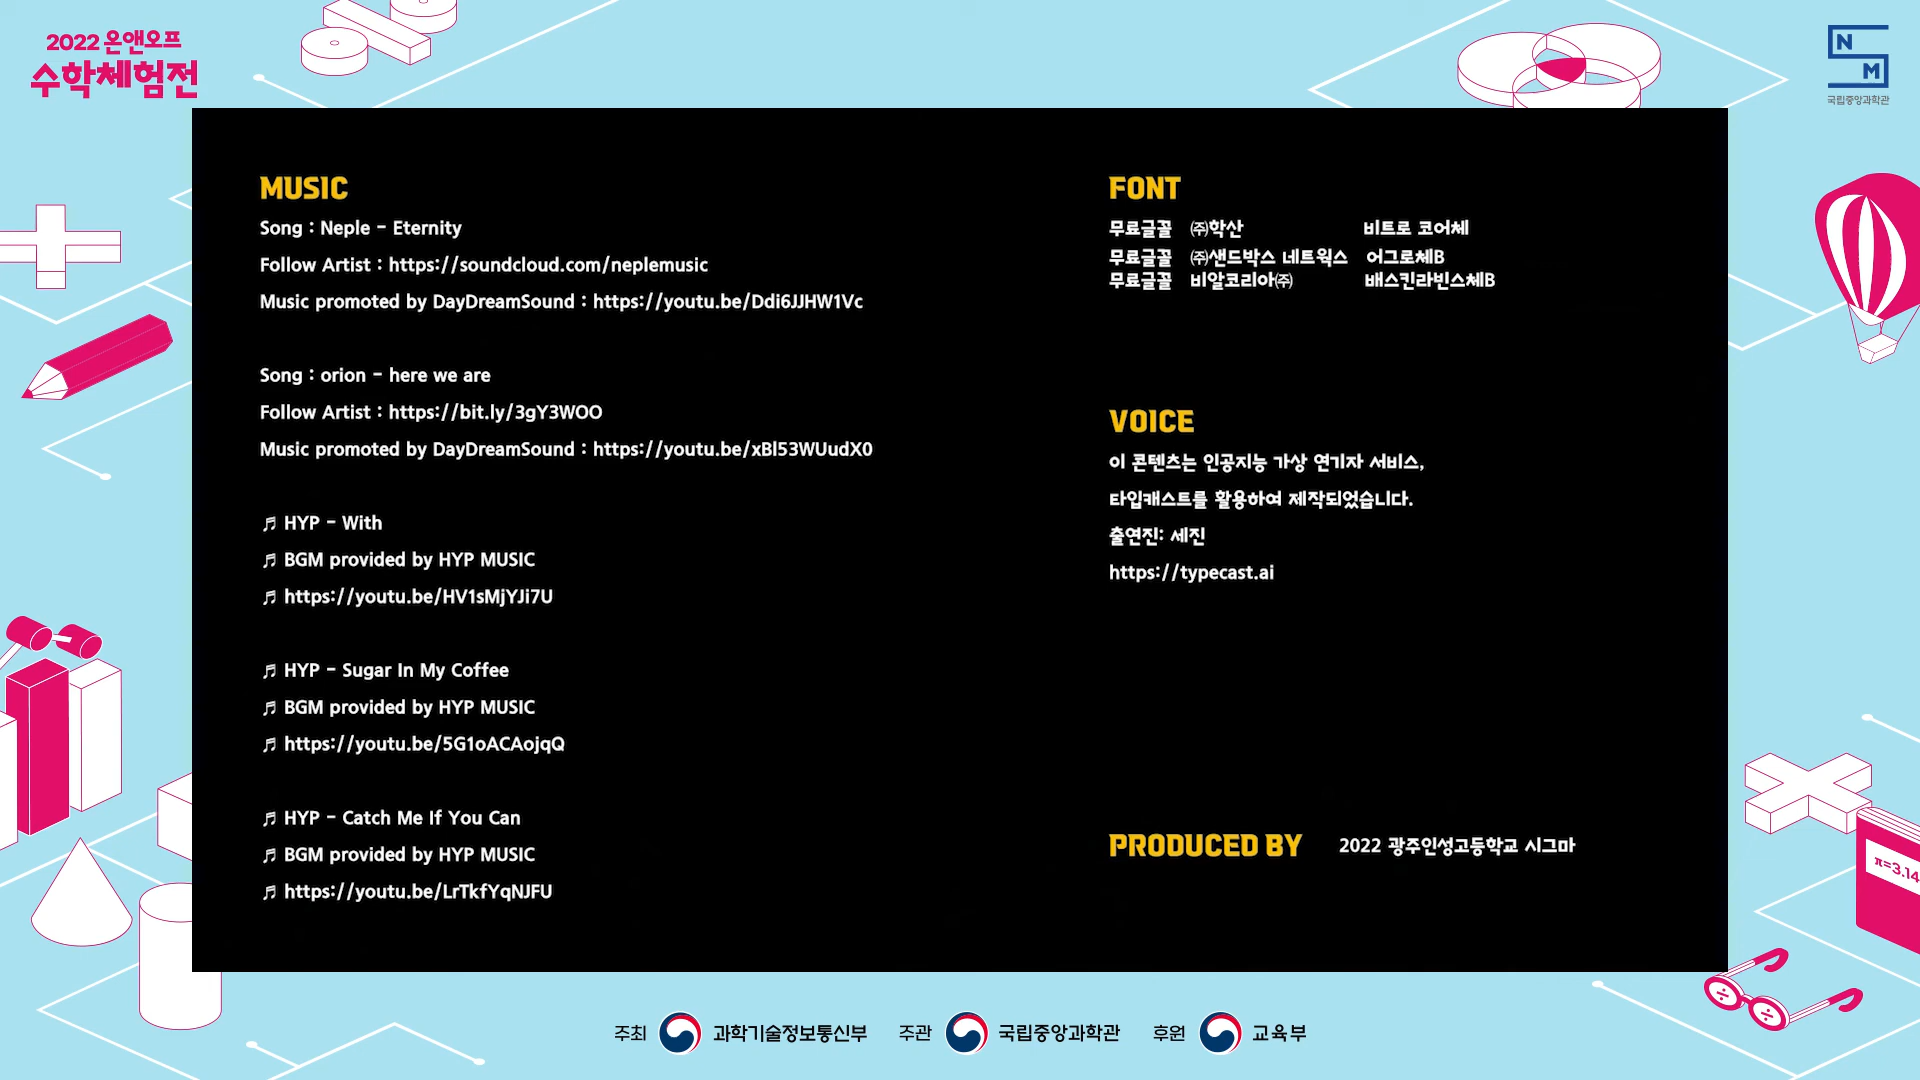 2022 온앤오프
수학체험전
N
S
M
국립중앙과학관
MUSIC
Song : Neple - Eternity
Follow Artist : https://soundcloud.com/neplemusic
Music promoted by DayDreamSound : https://youtu.be/Ddi6JJHW1Vc
Song : orion - here we are
Follow Artist : https://bit.ly/3gY3WOO
Music promoted by DayDreamSound : https://youtu.be/xBl53WUudX0
♬ HYP - With
♬ BGM provided by HYP MUSIC
♬ https://youtu.be/HV1sMjYJi7U
♬ HYP - Sugar In My Coffee
♬ BGM provided by HYP MUSIC
♬ https://youtu.be/5G1oACAojqQ
♬ HYP - Catch Me If You Can
♬ BGM provided by HYP MUSIC
♬ https://youtu.be/LrTkfYqNJFU
FONT
무료글꼴 ㈜학산 비트로 코어체
무료글꼴 ㈜샌드박스 네트웍스 어그로체B
무료글꼴 비알코리아㈜ 배스킨라빈스체B
VOICE
이 콘텐츠는 인공지능 가상 연기자 서비스,
타입캐스트를 활용하여 제작되었습니다.
출연진: 세진
https://typecast.ai
PRODUCED BY 2022 광주인성고등학교 시그마
π=3.14
주최 과학기술정보통신부 주관 국립중앙과학관 후원 교육부